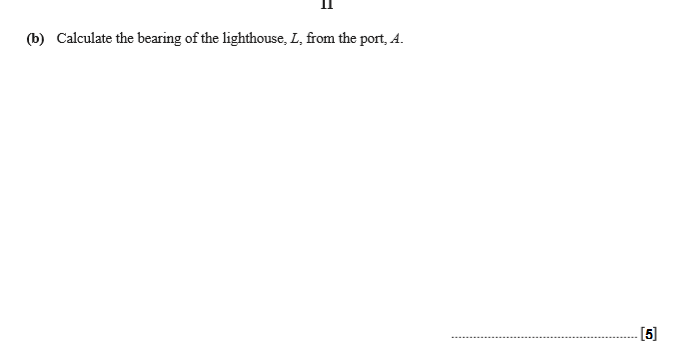 11
(b) Calculate the bearing of the lighthouse, L, from the port, A.
.............................................................. [5]